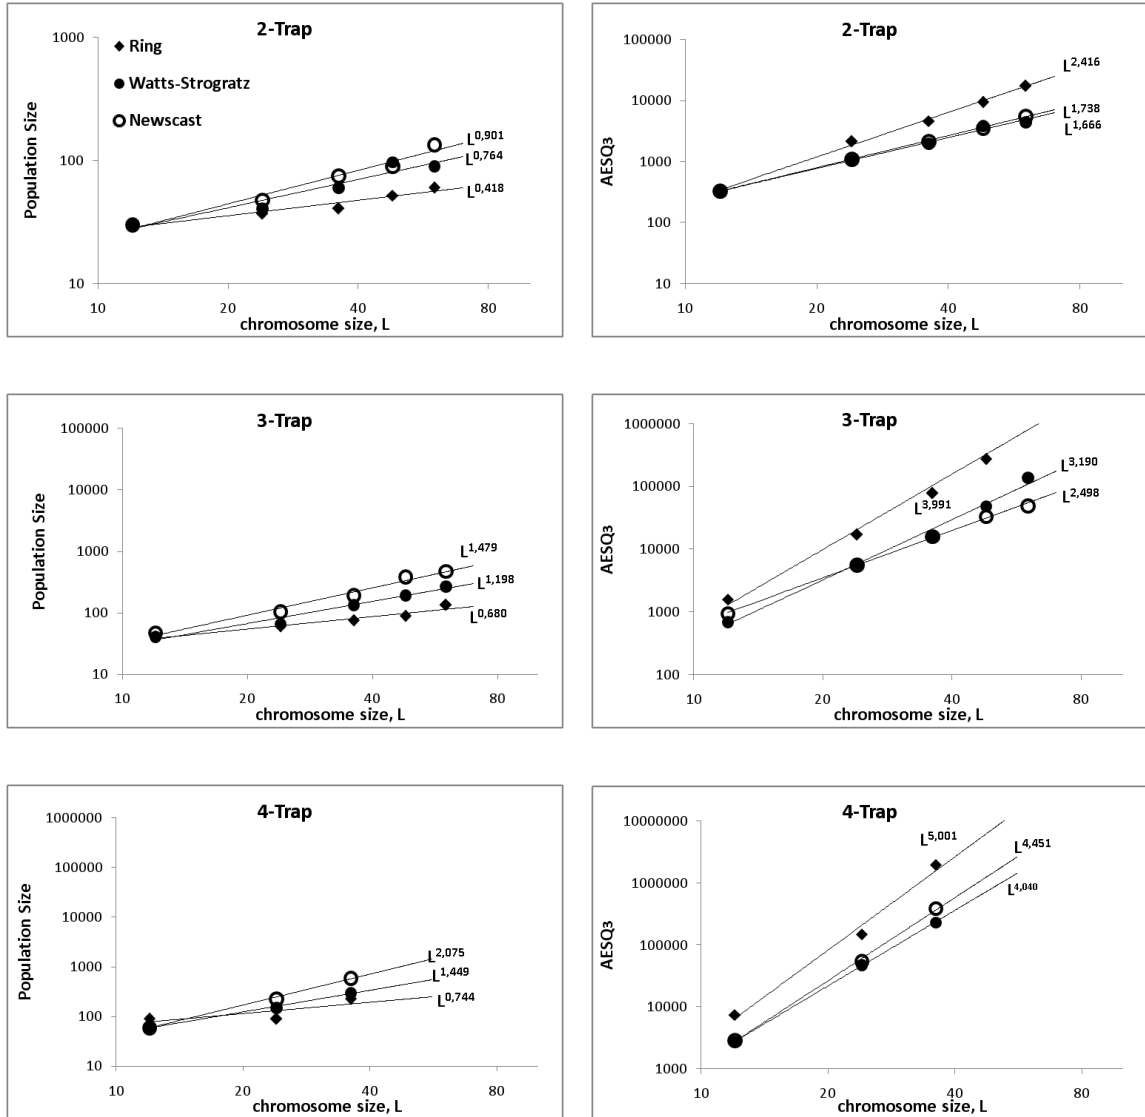 2-Trap
1000
100
10
10 20 40 80
Population Size
chromosome size, L
Ring
Watts-Strogratz
Newscast
L0,901
L0,764
L0,418
2-Trap
100000
10000
1000
100
10
10 20 40 80
AESQ3
chromosome size, L
L2,416
L1,738
L1,666
3-Trap
100000
10000
1000
100
10
10 20 40 80
Population Size
chromosome size, L
L1,479
L1,198
L0,680
3-Trap
1000000
100000
10000
1000
100
10 20 40 80
AESQ3
chromosome size, L
L3,991
L3,190
L2,498
4-Trap
1000000
100000
10000
1000
100
10
10 20 40 80
Population Size
chromosome size, L
L2,075
L1,449
L0,744
4-Trap
10000000
1000000
100000
10000
1000
10 20 40 80
AESQ3
chromosome size, L
L5,001
L4,451
L4,040